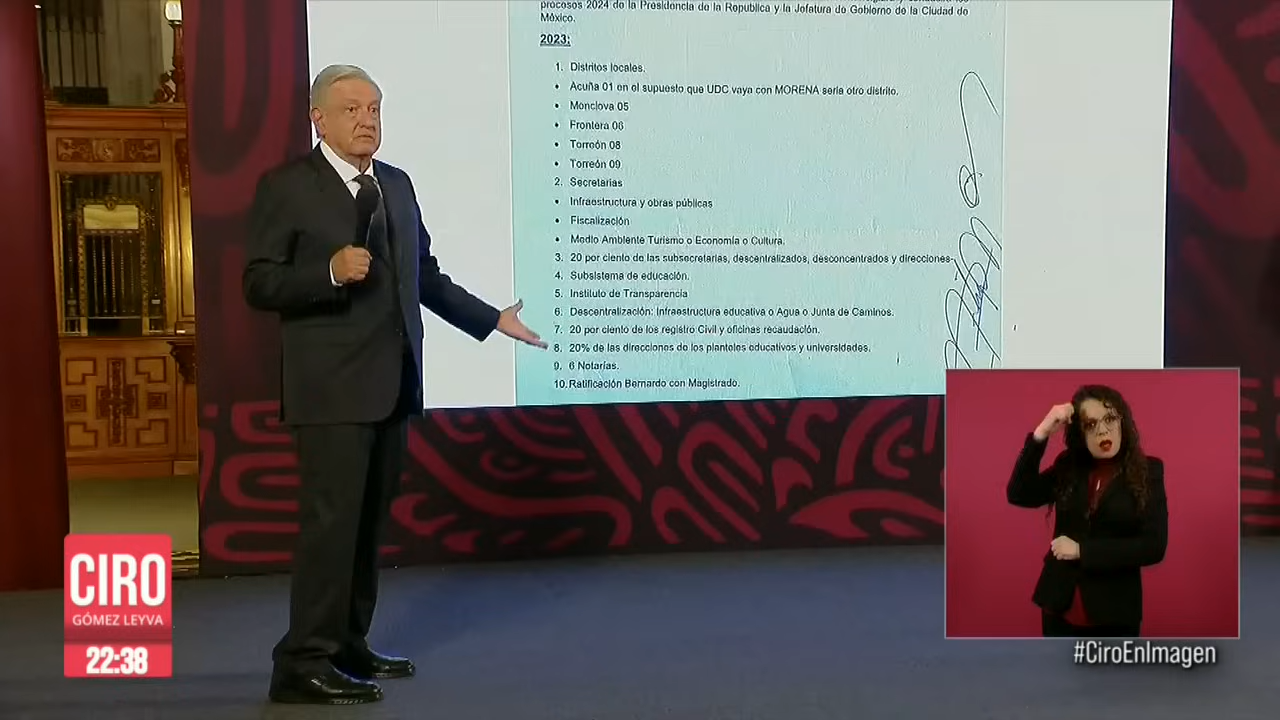 procesos 2024 de la Presidencia de la Republica y la Jefatura de Gobierno de la Ciudad de
México.
2023:
1. Distritos locales.
• Acuña 01 en el supuesto que UDC vaya con MORENA seria otro distrito.
• Monclova 05
• Frontera 06
• Torreón 08
• Torreón 09
2. Secretarias
• Infraestructura y obras públicas
• Fiscalización
• Medio Ambiente Turismo o Economía o Cultura.
3. 20 por ciento de las subsecretarias, descentralizados, desconcentrados y direcciones
4. Subsistema de educación.
5. Instituto de Transparencia
6. Descentralización: Infraestructura educativa o Agua o Junta de Caminos.
7. 20 por ciento de los registro Civil y oficinas recaudación.
8. 20% de las direcciones de los planteles educativos y universidades.
9. 6 Notarías.
10. Ratificación Bernardo con Magistrado.
CIRO
GÓMEZ LEYVA
22:38
#CiroEnImagen